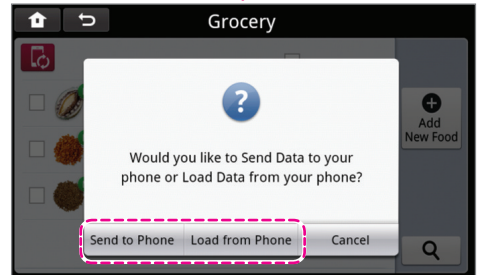 Grocery
?
Would you like to Send Data to your
phone or Load Data from your phone?
Send to Phone
Load from Phone
Cancel
Add
New Food